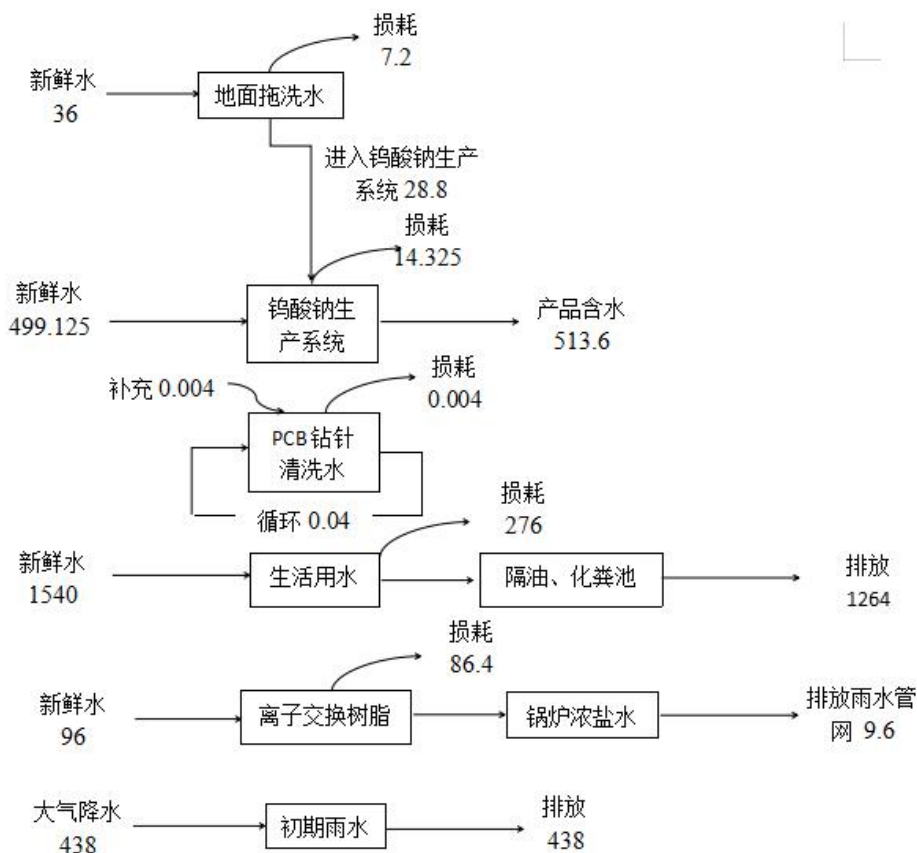 损耗
7.2
新鲜水
36
地面拖洗水
进入钨酸钠生产
系统 28.8
损耗
14.325
新鲜水
499.125
钨酸钠生
产系统
产品含水
513.6
补充 0.004
损耗
0.004
PCB 钻针
清洗水
循环 0.04
损耗
276
新鲜水
1540
生活用水
隔油、化粪池
排放
1264
损耗
86.4
新鲜水
96
离子交换树脂
锅炉浓盐水
排放雨水管
网 9.6
大气降水
438
初期雨水
排放
438